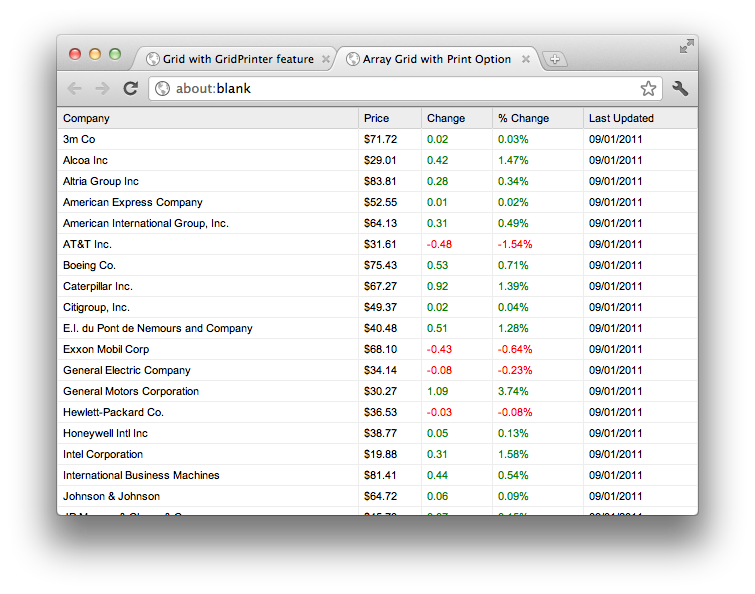 Grid with GridPrinter feature Array Grid with Print Option
about:blank
Company Price Change % Change Last Updated
3m Co $71.72 0.02 0.03% 09/01/2011
Alcoa Inc $29.01 0.42 1.47% 09/01/2011
Altria Group Inc $83.81 0.28 0.34% 09/01/2011
American Express Company $52.55 0.01 0.02% 09/01/2011
American International Group, Inc. $64.13 0.31 0.49% 09/01/2011
AT&T Inc. $31.61 -0.48 -1.54% 09/01/2011
Boeing Co. $75.43 0.53 0.71% 09/01/2011
Caterpillar Inc. $67.27 0.92 1.39% 09/01/2011
Citigroup, Inc. $49.37 0.02 0.04% 09/01/2011
E.I. du Pont de Nemours and Company $40.48 0.51 1.28% 09/01/2011
Exxon Mobil Corp $68.10 -0.43 -0.64% 09/01/2011
General Electric Company $34.14 -0.08 -0.23% 09/01/2011
General Motors Corporation $30.27 1.09 3.74% 09/01/2011
Hewlett-Packard Co. $36.53 -0.03 -0.08% 09/01/2011
Honeywell Intl Inc $38.77 0.05 0.13% 09/01/2011
Intel Corporation $19.88 0.31 1.58% 09/01/2011
International Business Machines $81.41 0.44 0.54% 09/01/2011
Johnson & Johnson $64.72 0.06 0.09% 09/01/2011